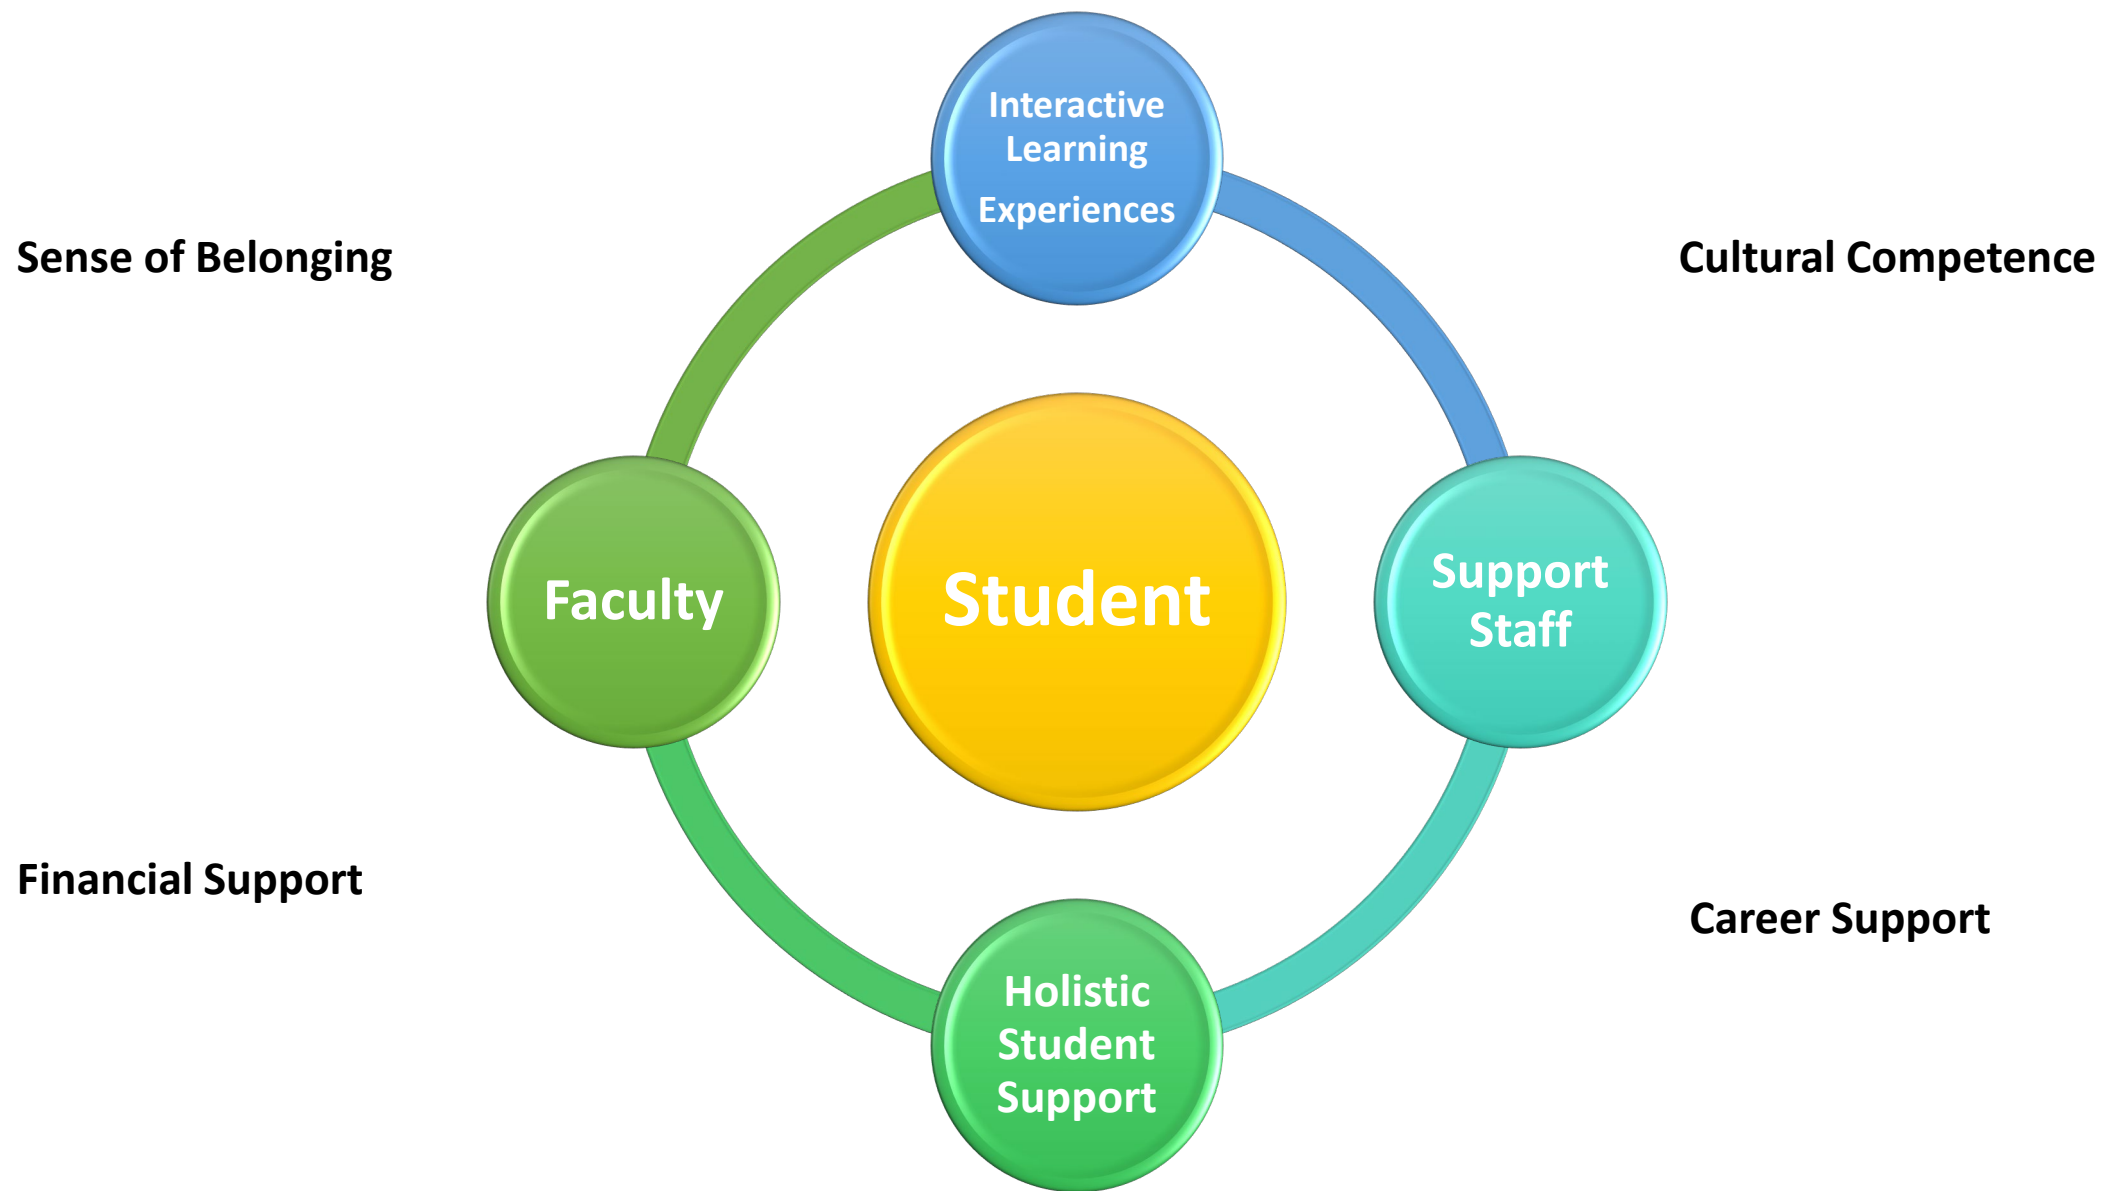 Interactive
Learning
Experiences
Sense of Belonging
Cultural Competence
Faculty
Student
Support
Staff
Financial Support
Career Support
Holistic
Student
Support